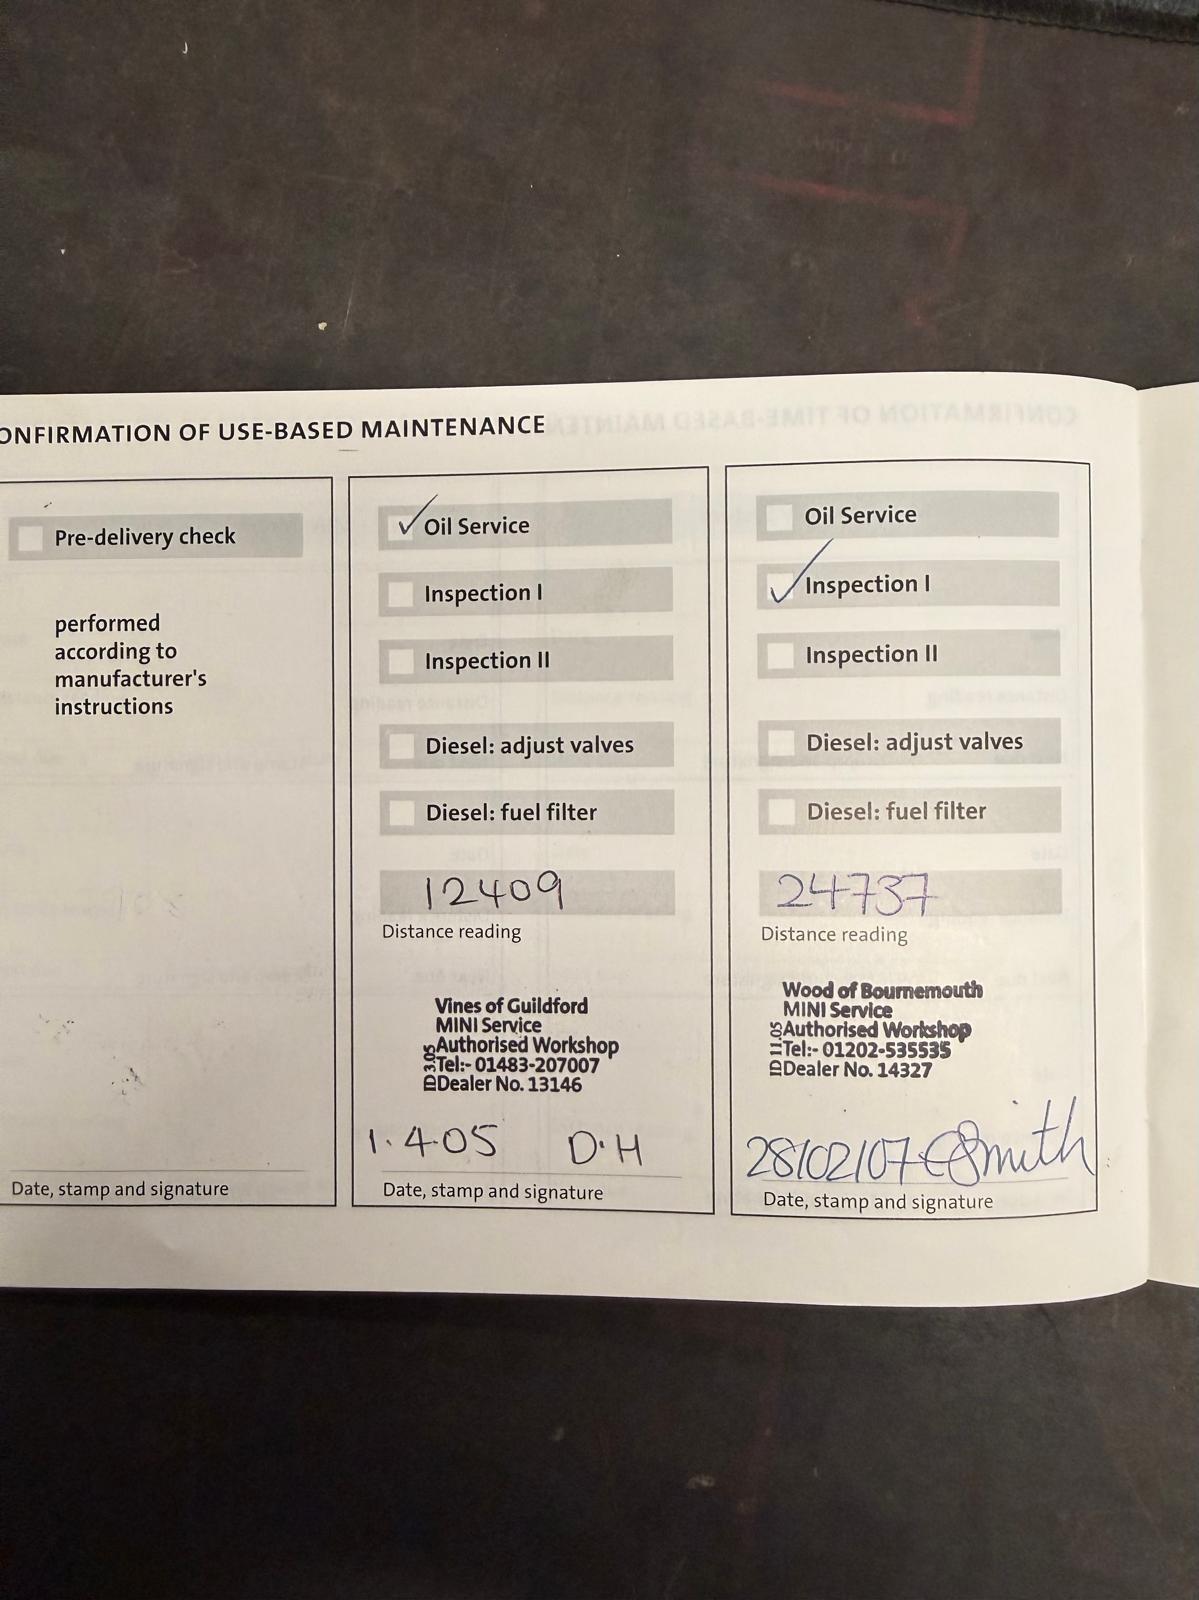 ONFIRMATION OF USE-BASED MAINTENANCE
Pre-delivery check
performed
according to
manufacturer's
instructions
Date, stamp and signature
Oil Service
Inspection I
Inspection II
Diesel: adjust valves
Diesel: fuel filter
12409
Distance reading
Vines of Guildford
MINI Service
Authorised Workshop
Tel:- 01483-207007
Dealer No. 13146
ID 3.05
1.4.05 D.H
Date, stamp and signature
Oil Service
Inspection I
Inspection II
Diesel: adjust valves
Diesel: fuel filter
24737
Distance reading
Wood of Bournemouth
MINI Service
Authorised Workshop
Tel:- 01202-535535
Dealer No. 14327
ID 11.05
28/02/07 Smith
Date, stamp and signature